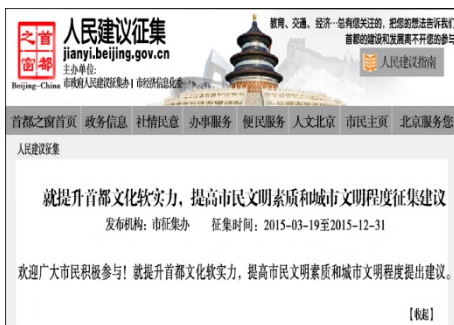 首都之窗
Beijing-China
人民建议征集
jianyi.beijing.gov.cn
主办单位:
市政府人民建议征集办|市经济信息化委
教育、交通、经济…总有您关注的,把您的想法告诉我们
首都的建设和发展离不开您的参与
人民建议指南
首都之窗首页 政务信息 社情民意 办事服务 便民服务 人文北京 市民主页 北京服务您
人民建议征集
就提升首都文化软实力,提高市民文明素质和城市文明程度征集建议
发布机构:市征集办 征集时间:2015-03-19至2015-12-31
欢迎广大市民积极参与!就提升首都文化软实力,提高市民文明素质和城市文明程度提出建议。
【收起】